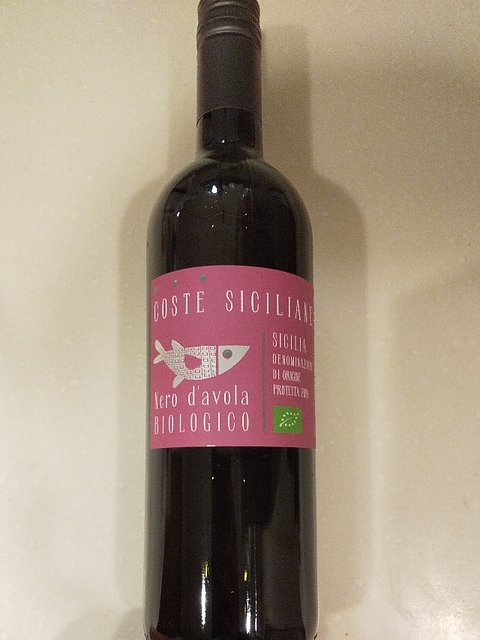 COSTE SICILIANE
SICILIA
DENOMINAZIONE
DI ORIGINE
PROTETTA
Nero d'avola
BIOLOGICO